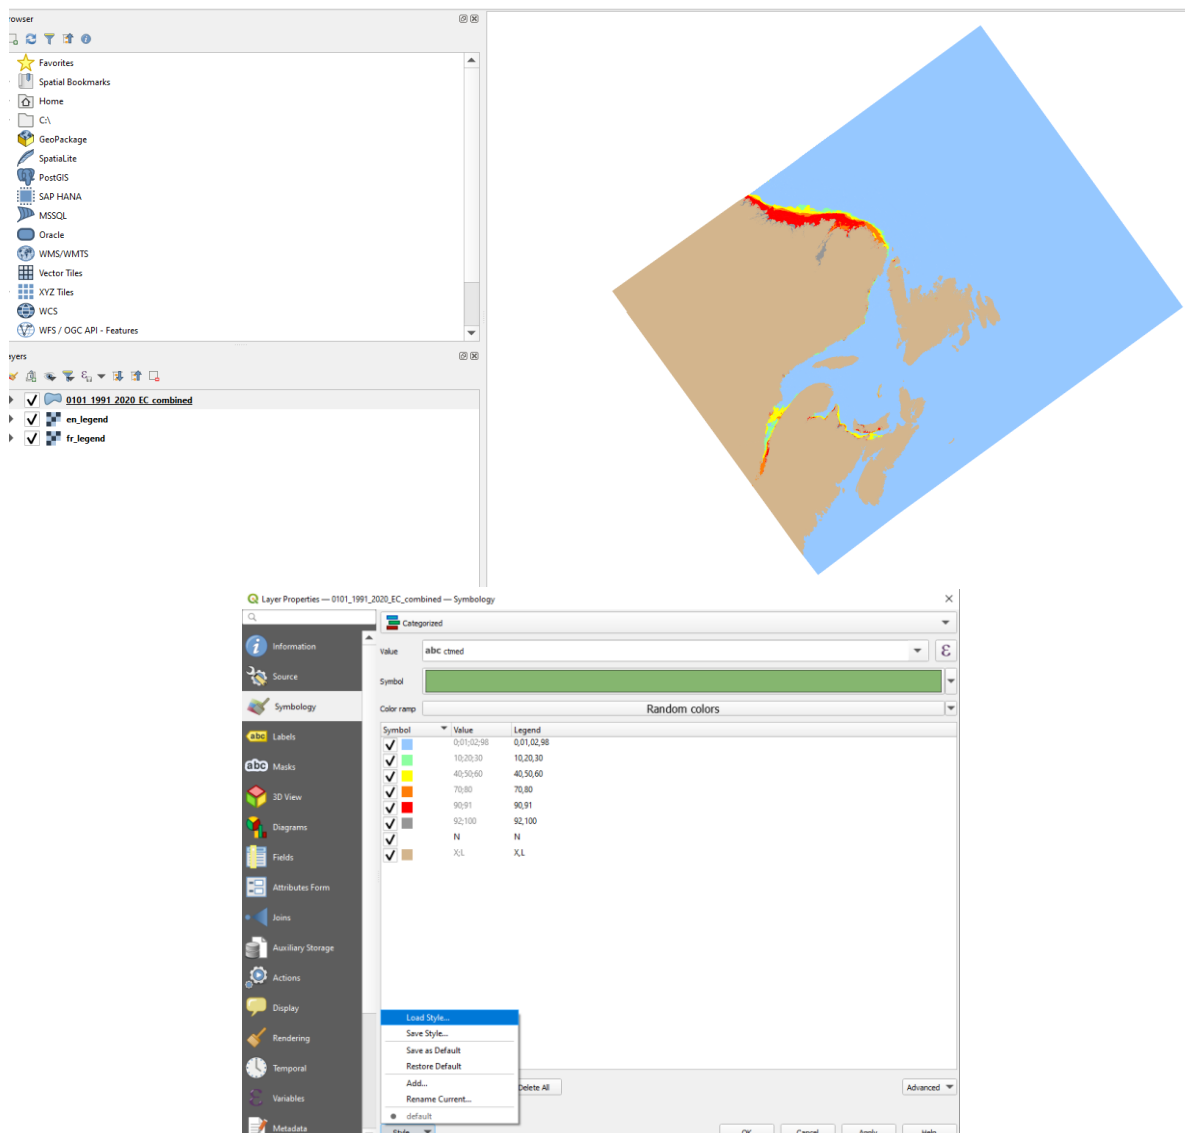 rowser
Favorites
Spatial Bookmarks
Home
C:\
GeoPackage
SpatiaLite
PostGIS
SAP HANA
MSSQL
Oracle
WMS/WMTS
Vector Tiles
XYZ Tiles
WCS
WFS / OGC API - Features
ayers
0101_1991_2020_EC_combined
en_legend
fr_legend
Layer Properties — 0101_1991_2020_EC_combined — Symbology
Information
Source
Symbology
Labels
Masks
3D View
Diagrams
Fields
Attributes Form
Joins
Auxiliary Storage
Actions
Display
Rendering
Temporal
Variables
Metadata
Categorized
Value abc ctmed
Symbol
Color ramp Random colors
Symbol Value Legend
0;01;02;98 0,01,02,98
10;20;30 10,20,30
40;50;60 40,50,60
70;80 70,80
90;91 90,91
92;100 92,100
N N
X;L X,L
Load Style...
Save Style...
Save as Default
Restore Default
Add...
Rename Current...
default
Delete All Advanced
Style OK Cancel Apply Help